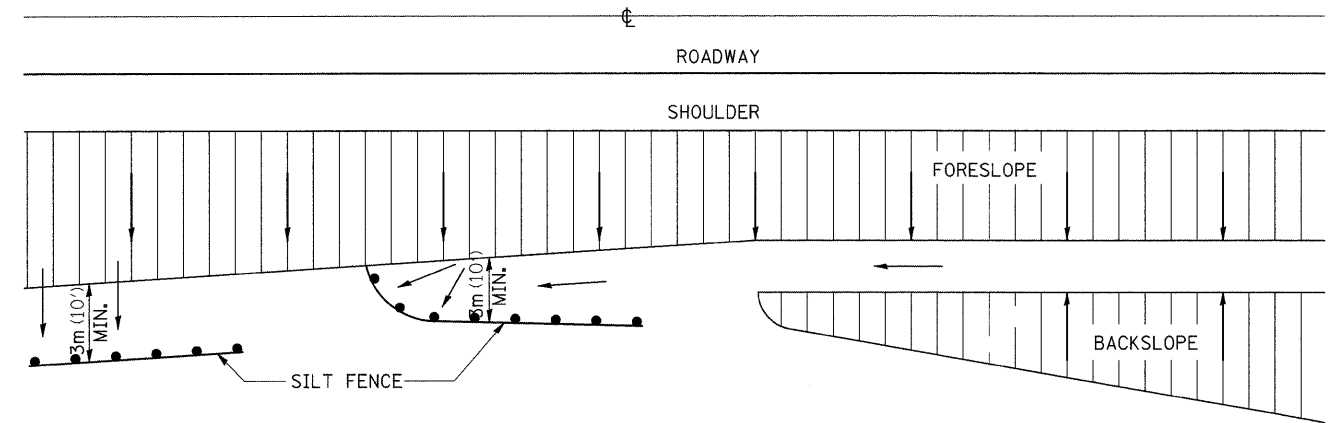 ℄
ROADWAY
SHOULDER
FORESLOPE
3m (10') MIN.
3m (10') MIN.
BACKSLOPE
SILT FENCE